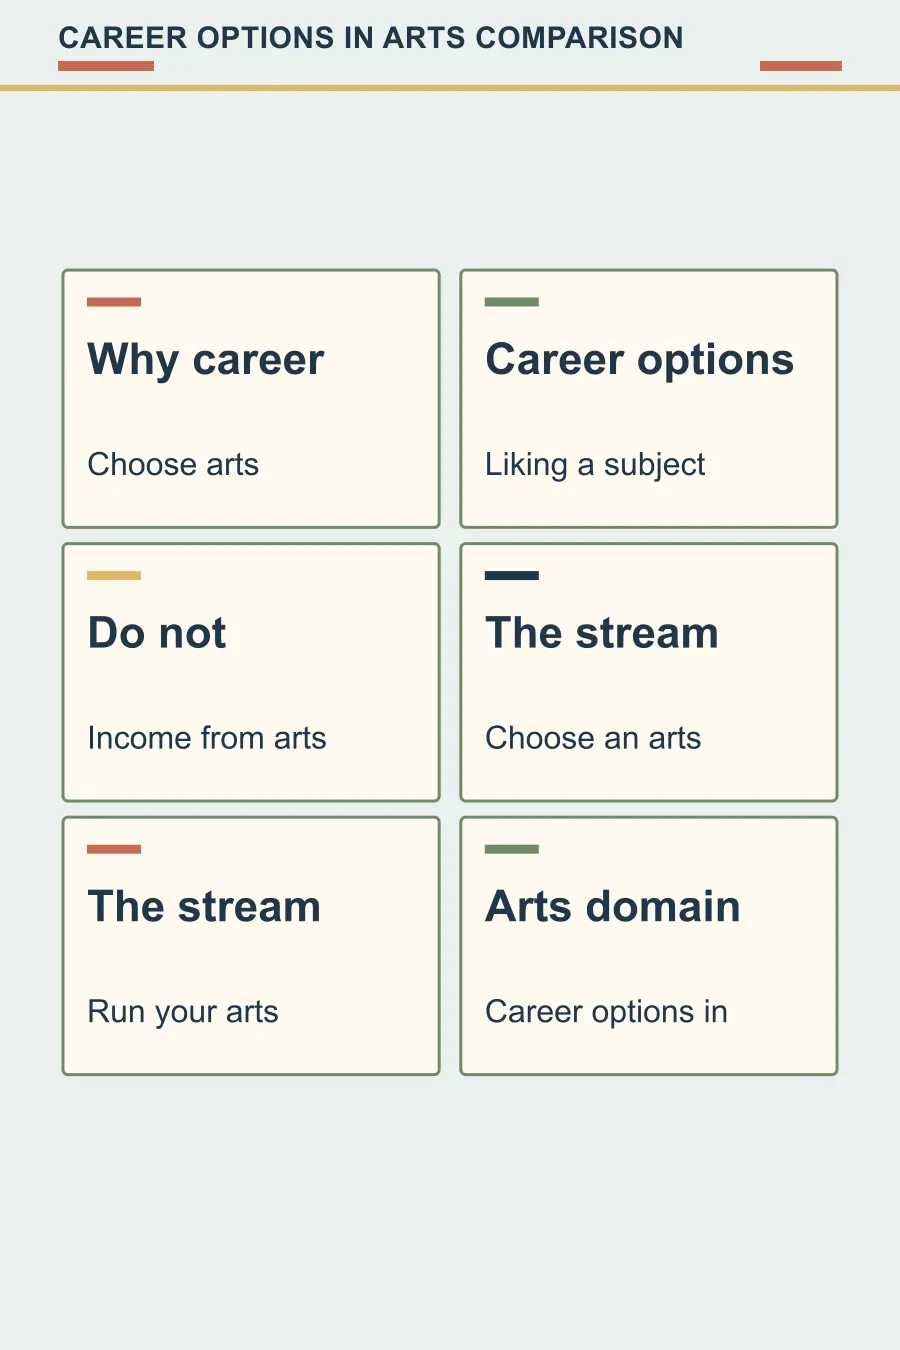 CAREER OPTIONS IN ARTS COMPARISON
Why career
Choose arts
Career options
Liking a subject
Do not
Income from arts
The stream
Choose an arts
The stream
Run your arts
Arts domain
Career options in